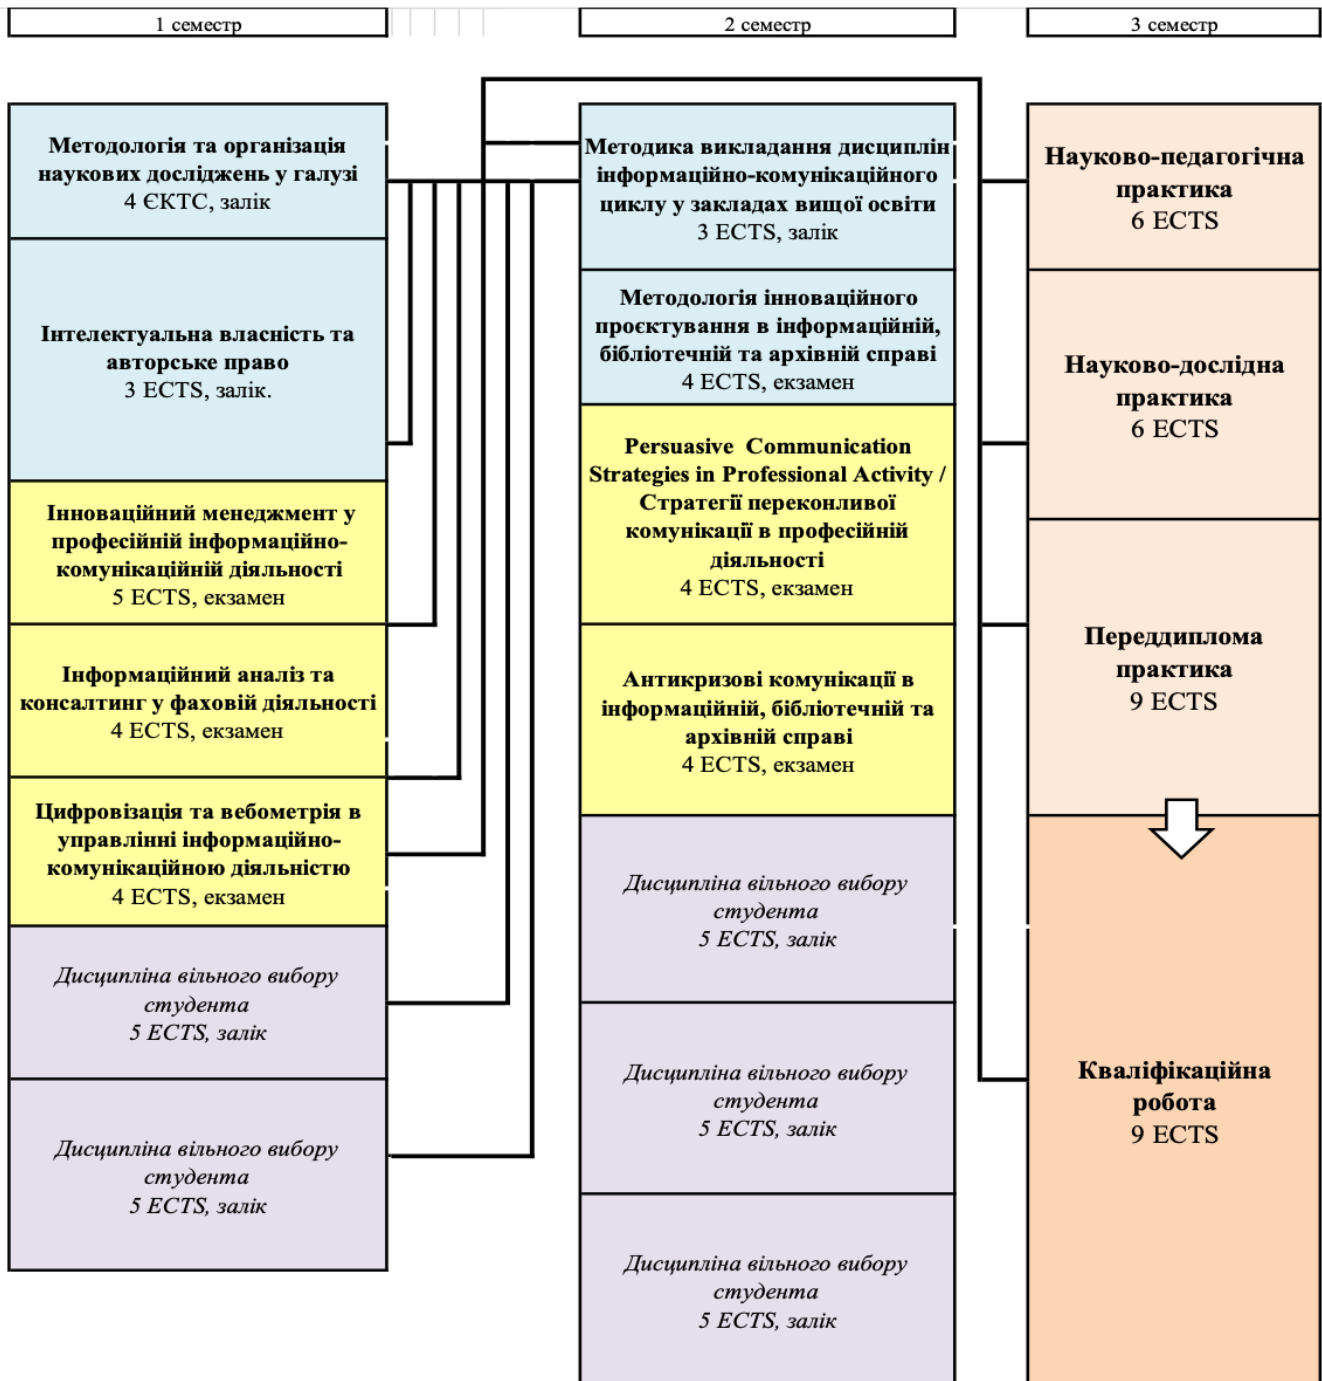 1 семестр
2 семестр
3 семестр
Методологія та організація
наукових досліджень у галузі
4 ЄКТС, залік
Інтелектуальна власність та
авторське право
3 ECTS, залік.
Інноваційний менеджмент у
професійній інформаційно-
комунікаційній діяльності
5 ECTS, екзамен
Інформаційний аналіз та
консалтинг у фаховій діяльності
4 ECTS, екзамен
Цифровізація та вебометрія в
управлінні інформаційно-
комунікаційною діяльністю
4 ECTS, екзамен
Дисципліна вільного вибору
студента
5 ECTS, залік
Дисципліна вільного вибору
студента
5 ECTS, залік
Методика викладання дисциплін
інформаційно-комунікаційного
циклу у закладах вищої освіти
3 ECTS, залік
Методологія інноваційного
проєктування в інформаційній,
бібліотечній та архівній справі
4 ECTS, екзамен
Persuasive Communication
Strategies in Professional Activity /
Стратегії переконливої
комунікації в професійній
діяльності
4 ECTS, екзамен
Антикризові комунікації в
інформаційній, бібліотечній та
архівній справі
4 ECTS, екзамен
Дисципліна вільного вибору
студента
5 ECTS, залік
Дисципліна вільного вибору
студента
5 ECTS, залік
Дисципліна вільного вибору
студента
5 ECTS, залік
Науково-педагогічна
практика
6 ECTS
Науково-дослідна
практика
6 ECTS
Переддиплома
практика
9 ECTS
Кваліфікаційна
робота
9 ECTS